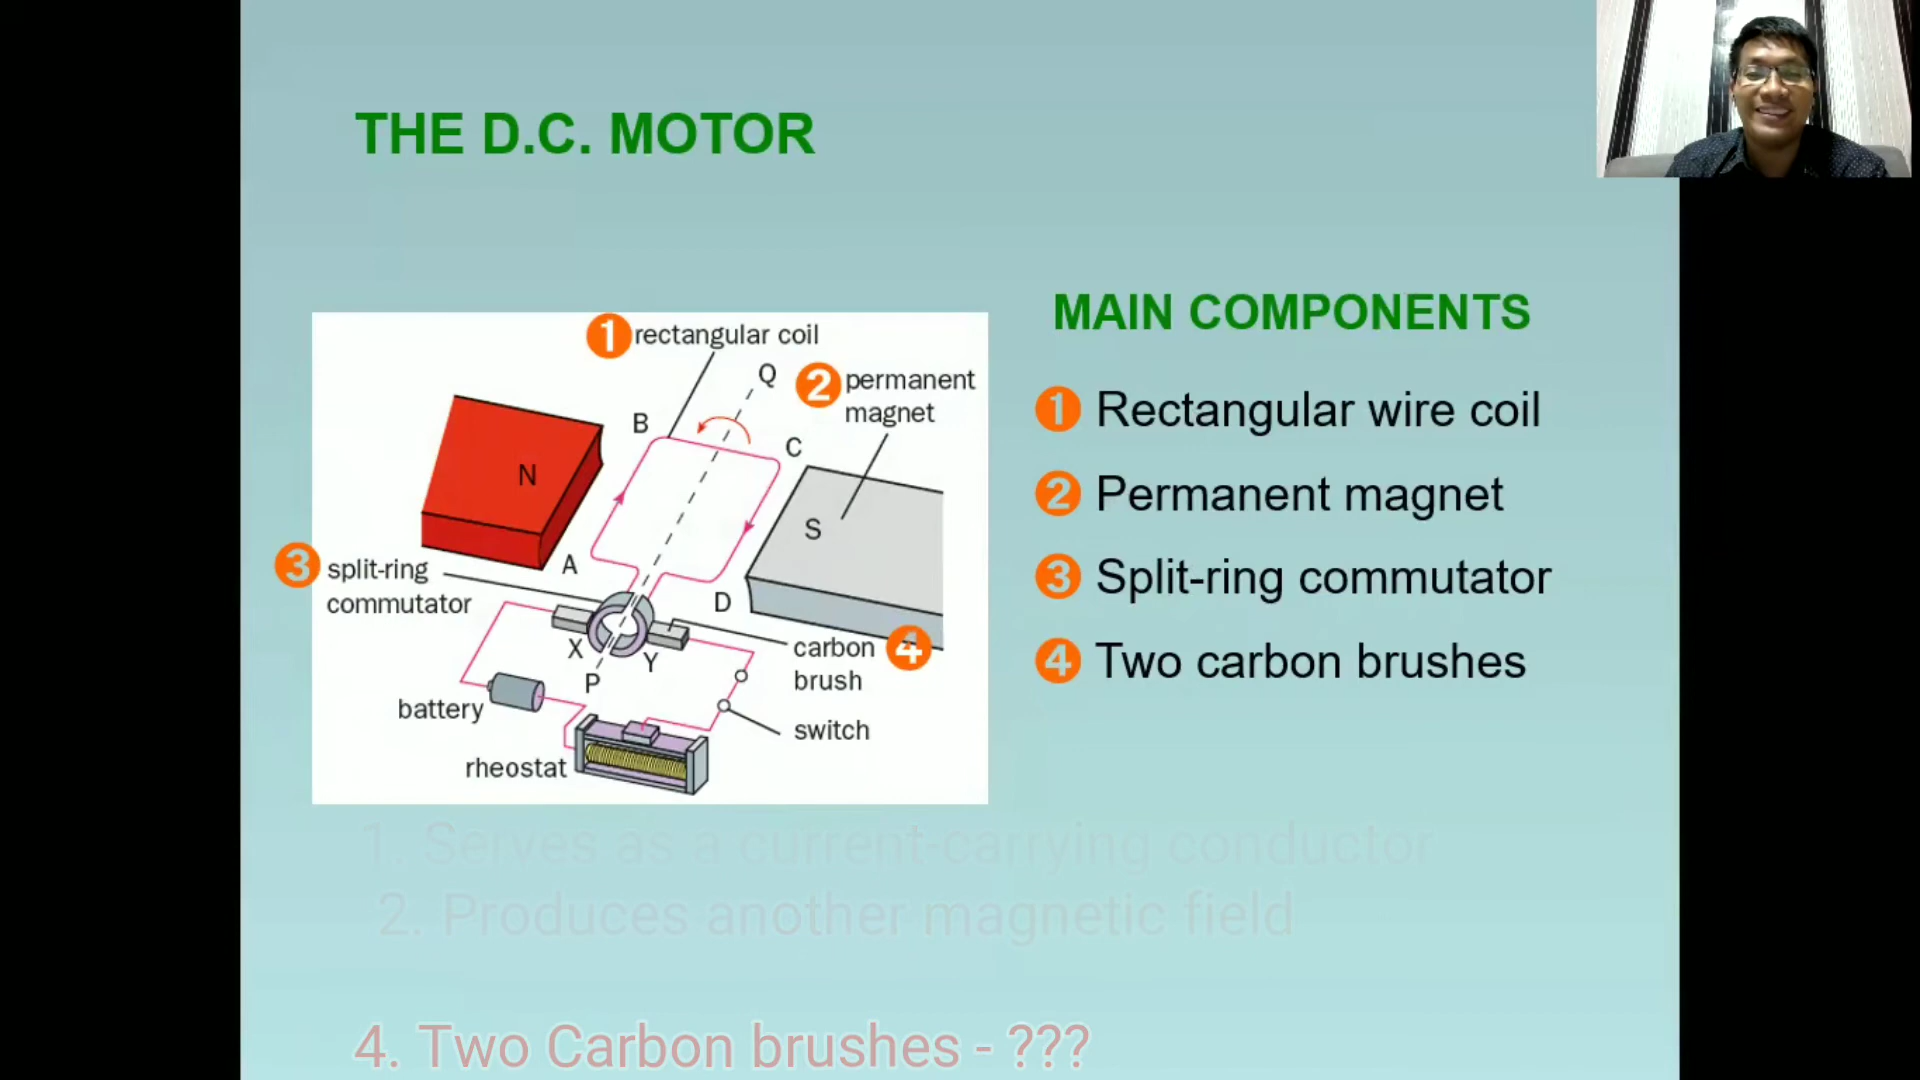 THE D.C. MOTOR
1 rectangular coil
Q
2 permanent
magnet
B
C
N
S
A
3 split-ring
commutator
D
X
Y
carbon 4
brush
P
battery
switch
rheostat
MAIN COMPONENTS
1 Rectangular wire coil
2 Permanent magnet
3 Split-ring commutator
4 Two carbon brushes
1. Serves as a current-carrying conductor
2. Produces another magnetic field
4. Two Carbon brushes - ???